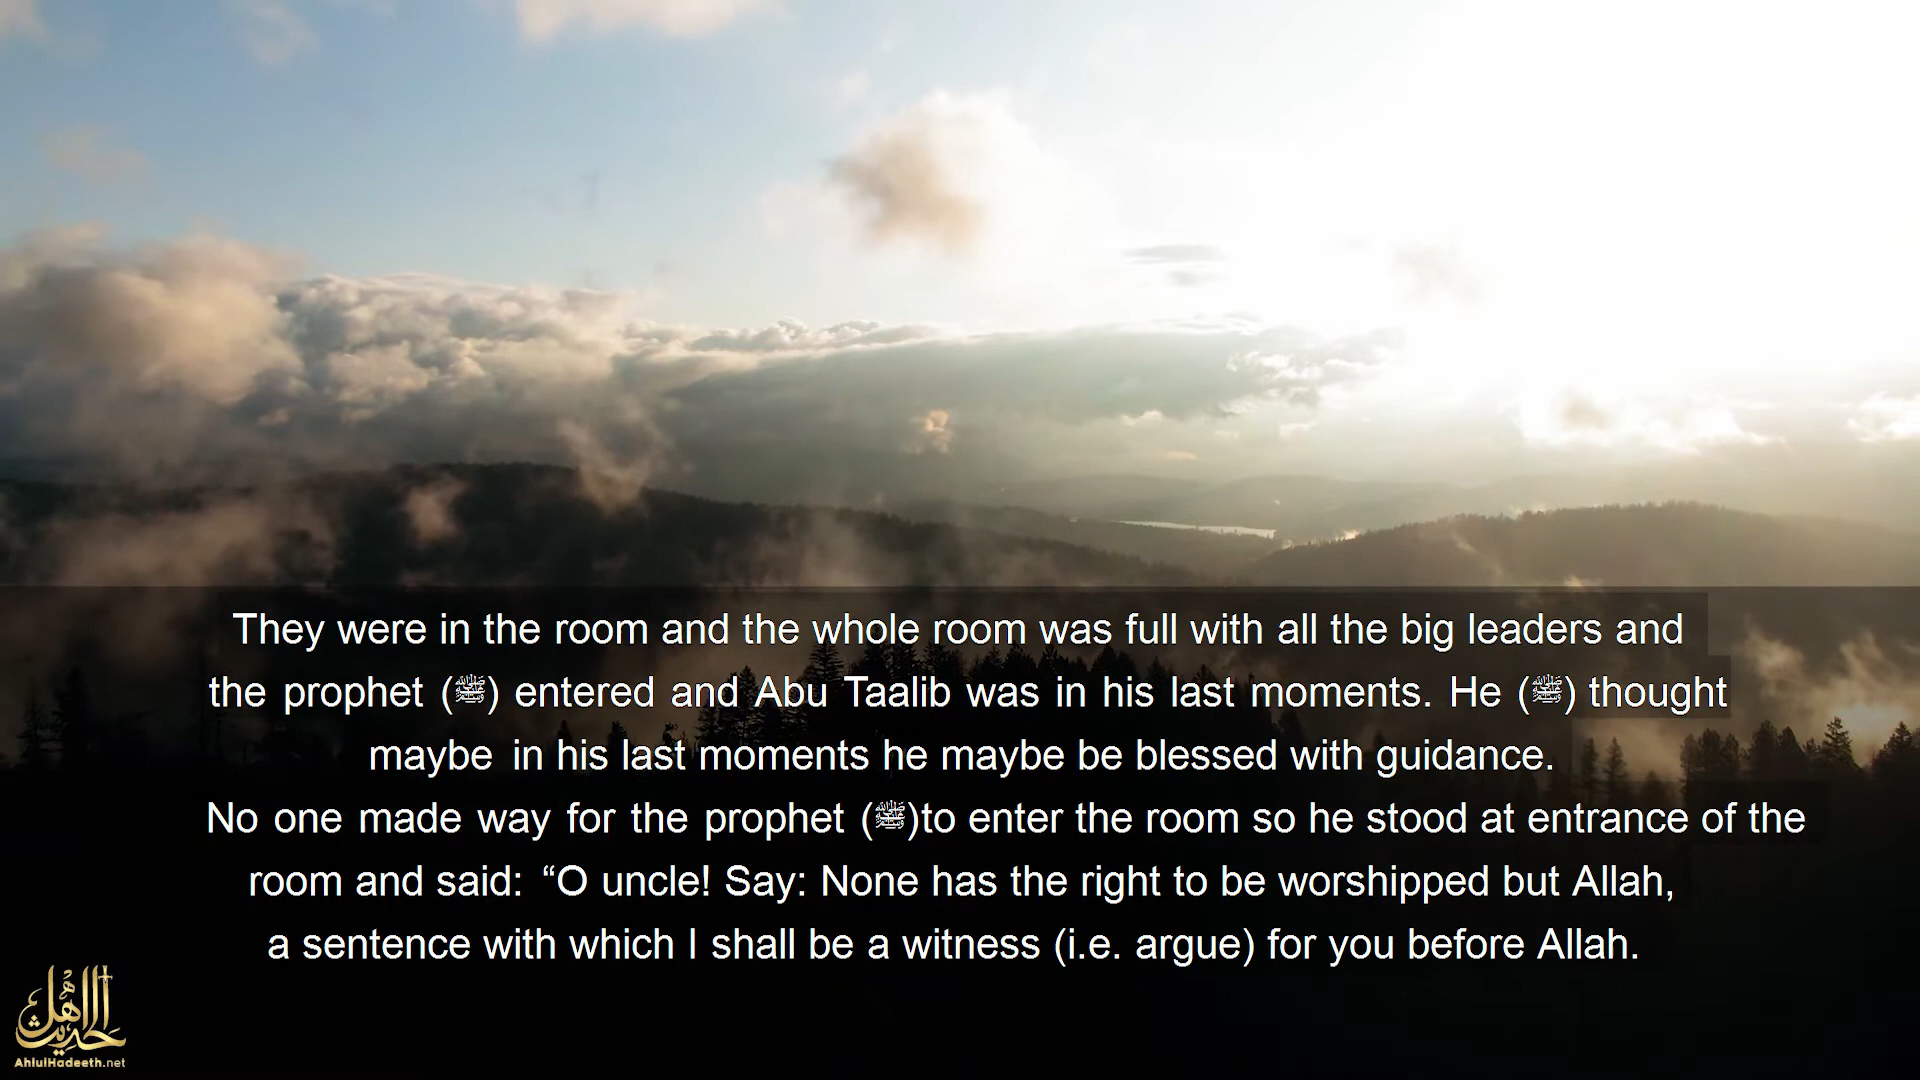 They were in the room and the whole room was full with all the big leaders and
the prophet (ﷺ) entered and Abu Taalib was in his last moments. He (ﷺ) thought
maybe in his last moments he maybe be blessed with guidance.
No one made way for the prophet (ﷺ)to enter the room so he stood at entrance of the
room and said: “O uncle! Say: None has the right to be worshipped but Allah,
a sentence with which I shall be a witness (i.e. argue) for you before Allah.
اهل الحديث
AhlulHadeeth.net